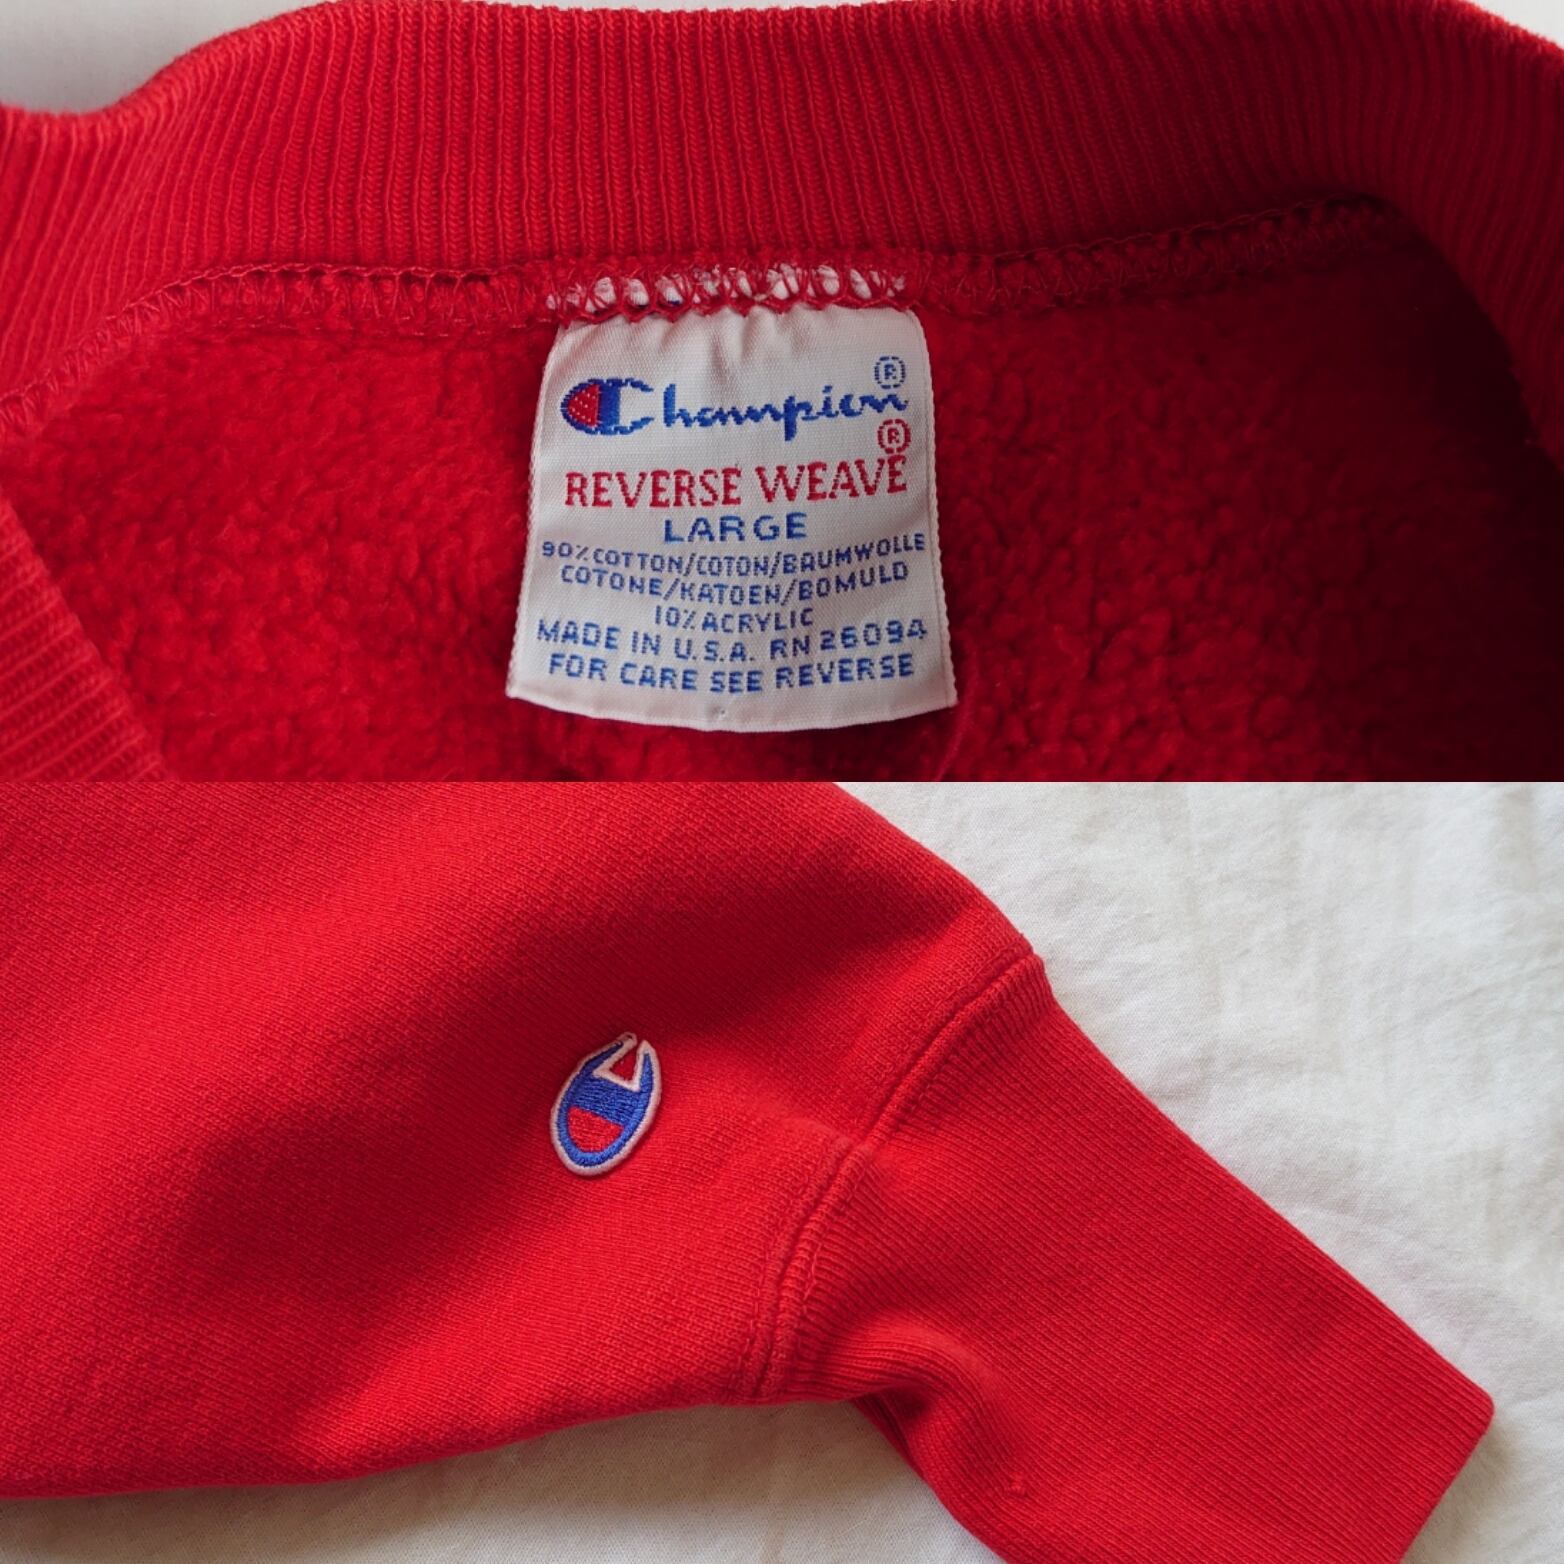 Champion®
REVERSE WEAVE®
LARGE
90% COTTON/COTON/BAUMWOLLE
COTONE/KATOEN/BOMULD
10% ACRYLIC
MADE IN U.S.A. RN 26094
FOR CARE SEE REVERSE